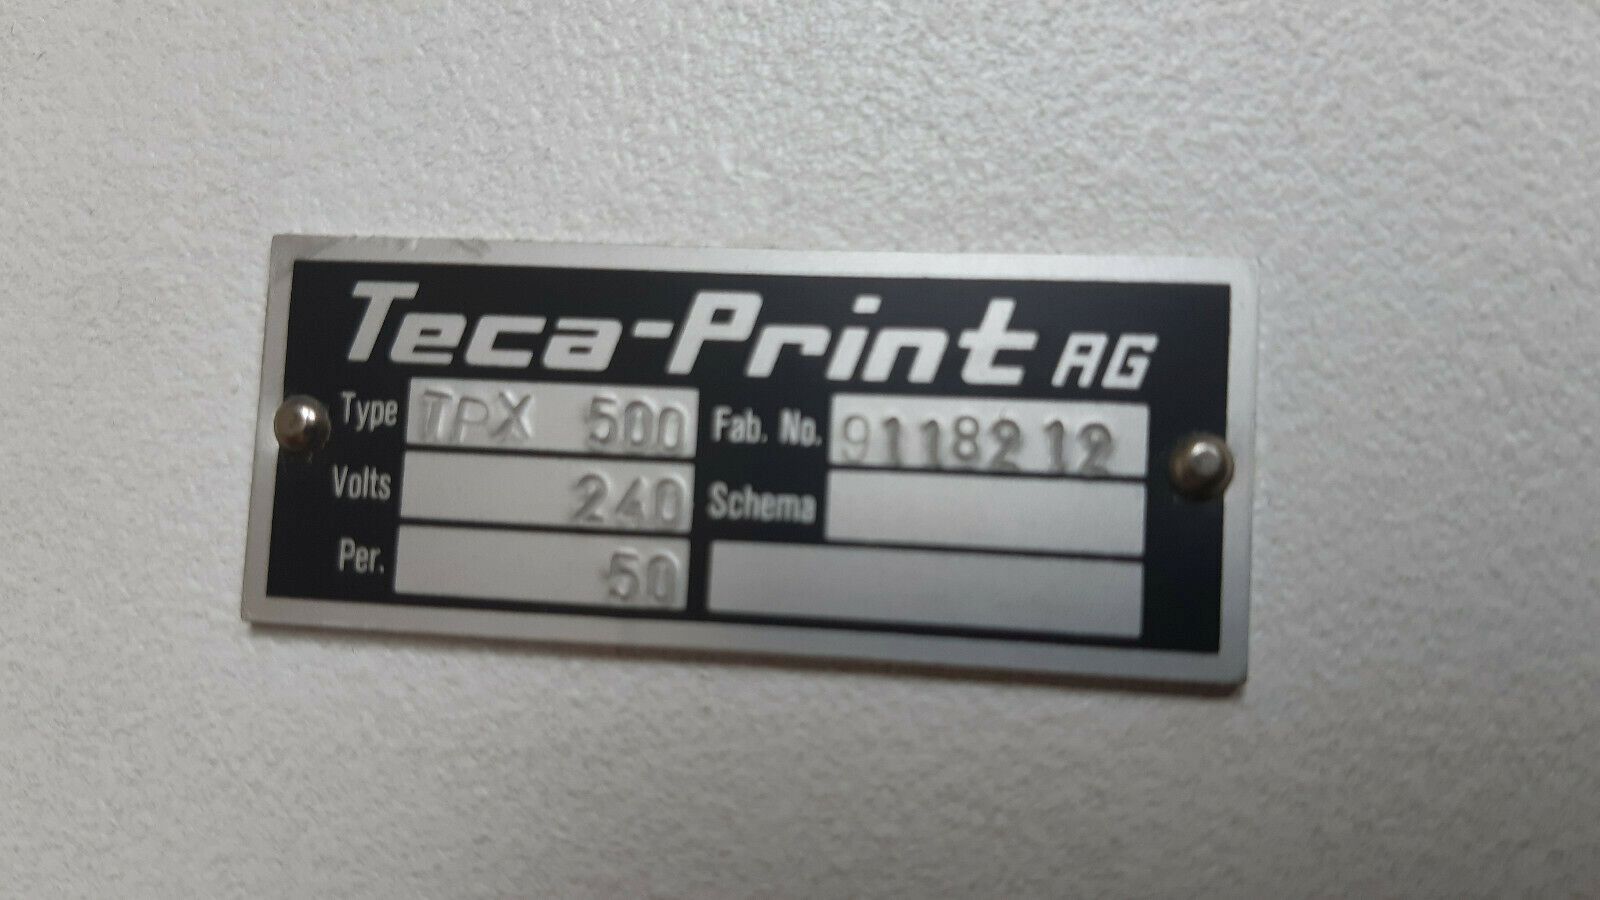 Teca-Print AG
Type TPX 500 Fab. No. 9118212
Volts 240 Schema
Per. 50